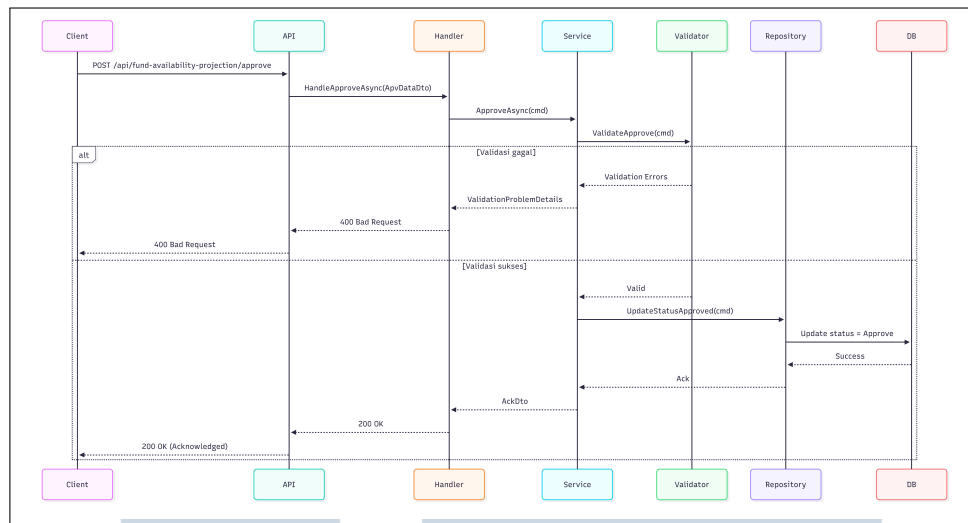 Client API Handler Service Validator Repository DB
POST /api/fund-availability-projection/approve
HandleApproveAsync(ApvDataDto)
ApproveAsync(cmd)
ValidateApprove(cmd)
alt [Validasi gagal]
Validation Errors
ValidationProblemDetails
400 Bad Request
400 Bad Request
[Validasi sukses]
Valid
UpdateStatusApproved(cmd)
Update status = Approve
Success
Ack
AckDto
200 OK
200 OK (Acknowledged)
Client API Handler Service Validator Repository DB